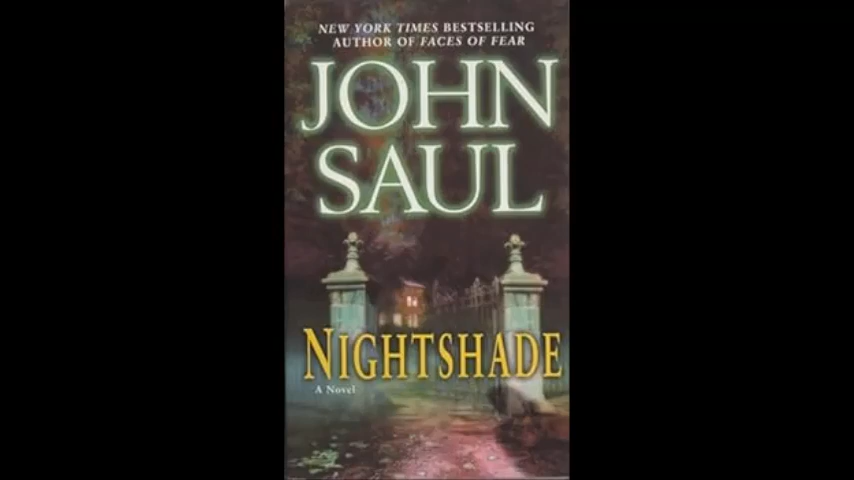 NEW YORK TIMES BESTSELLING
AUTHOR OF FACES OF FEAR
JOHN
SAUL
NIGHTSHADE
A Novel